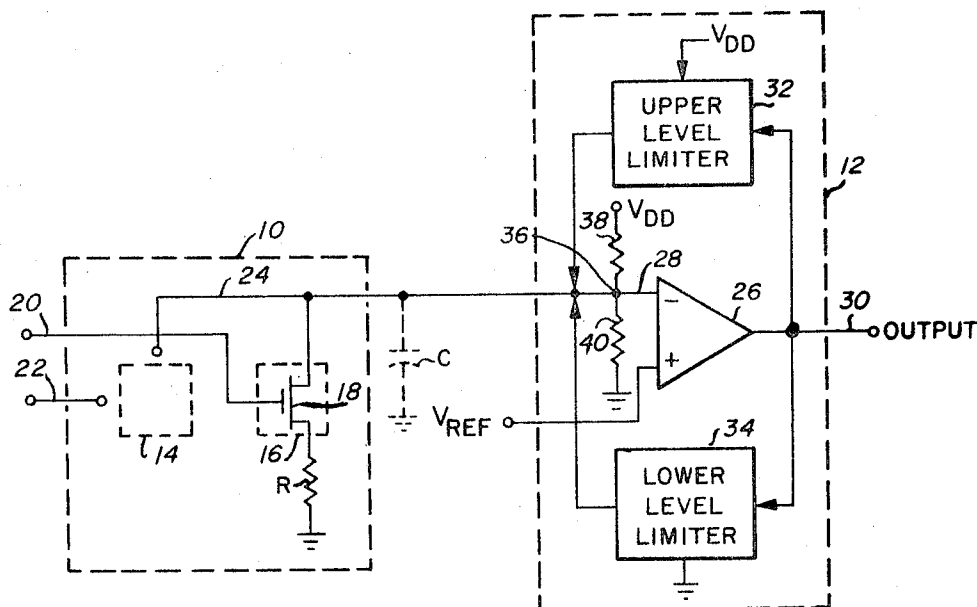 V_DD
UPPER
LEVEL
LIMITER
32
12
V_DD
38
36
28
10
24
20
26
30
OUTPUT
40
C
22
18
V_REF
14
16
34
R
LOWER
LEVEL
LIMITER